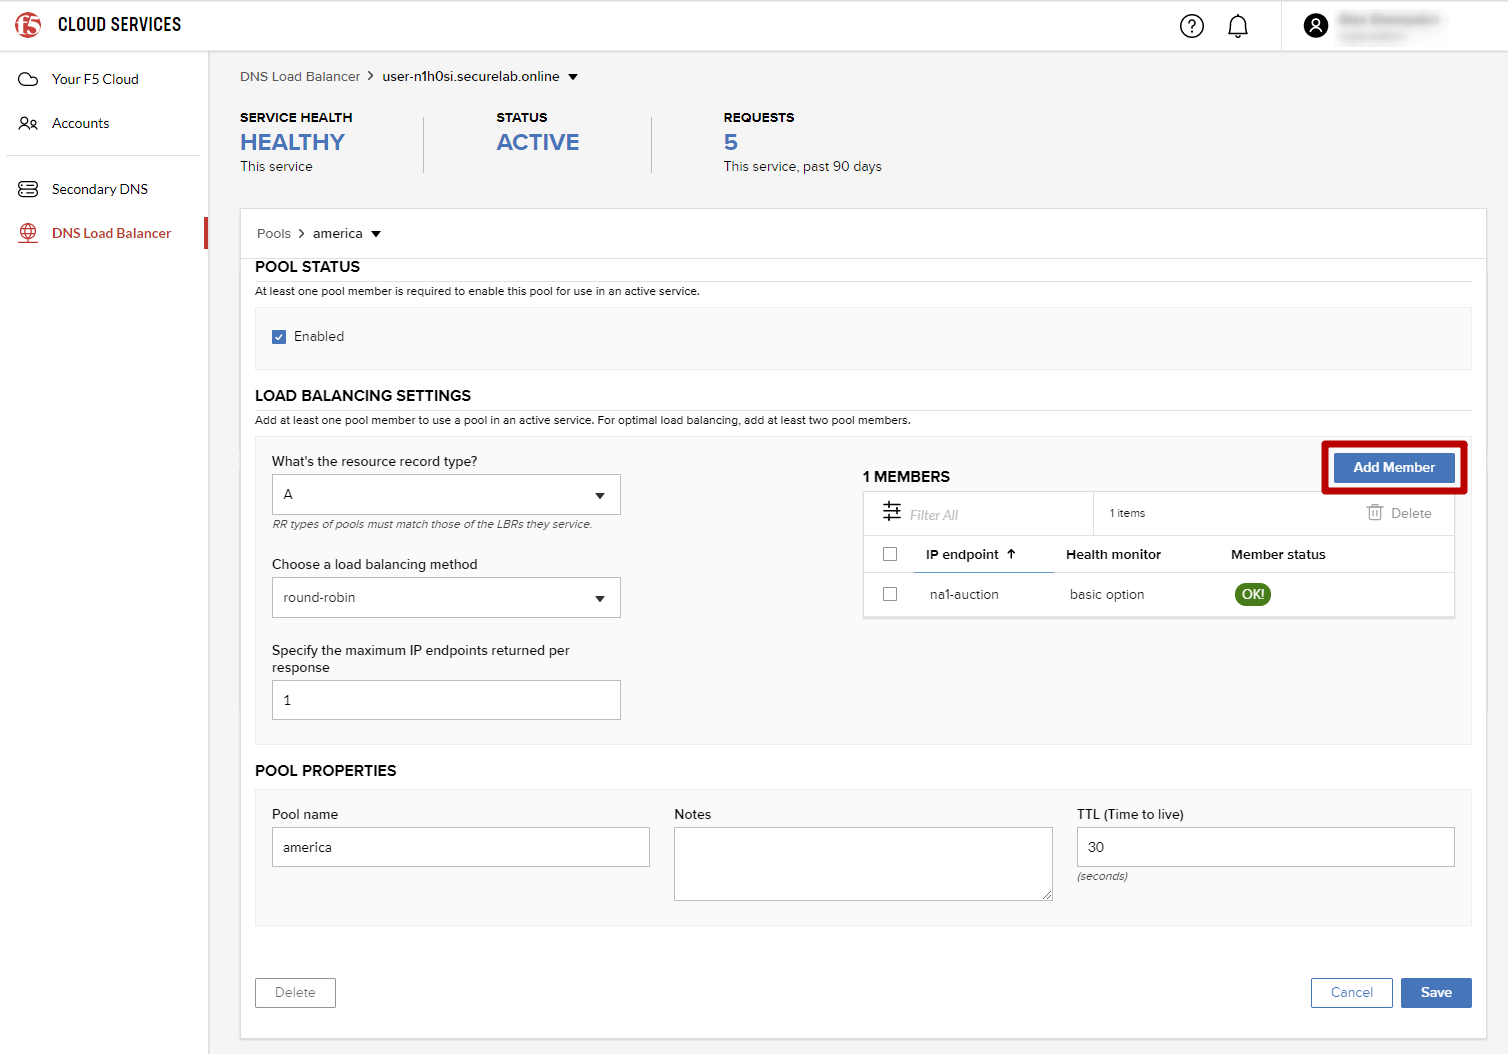 f5 CLOUD SERVICES
Your F5 Cloud
Accounts
Secondary DNS
DNS Load Balancer
DNS Load Balancer > user-n1h0si.securelab.online
SERVICE HEALTH
HEALTHY
This service
STATUS
ACTIVE
REQUESTS
5
This service, past 90 days
Pools > america
POOL STATUS
At least one pool member is required to enable this pool for use in an active service.
Enabled
LOAD BALANCING SETTINGS
Add at least one pool member to use a pool in an active service. For optimal load balancing, add at least two pool members.
What's the resource record type?
A
RR types of pools must match those of the LBRs they service.
Choose a load balancing method
round-robin
Specify the maximum IP endpoints returned per
response
1
1 MEMBERS
Add Member
Filter All
1 items
Delete
IP endpoint ↑ Health monitor Member status
na1-auction basic option OK!
POOL PROPERTIES
Pool name
america
Notes
TTL (Time to live)
30
(seconds)
Delete
Cancel
Save